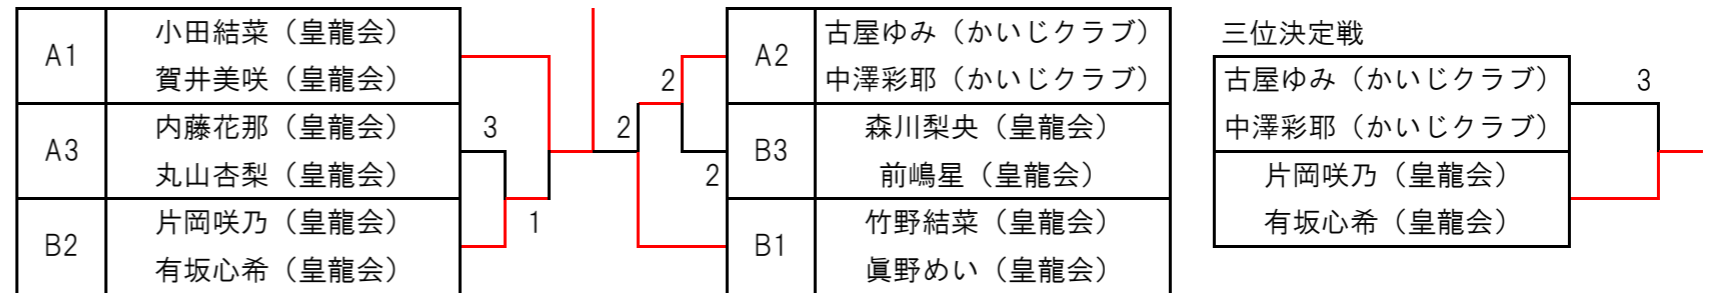 A1
小田結菜（皇龍会）
賀井美咲（皇龍会）
A3
内藤花那（皇龍会）
丸山杏梨（皇龍会）
B2
片岡咲乃（皇龍会）
有坂心希（皇龍会）
3
1
2
2
2
A2
古屋ゆみ（かいじクラブ）
中澤彩耶（かいじクラブ）
B3
森川梨央（皇龍会）
前嶋星（皇龍会）
B1
竹野結菜（皇龍会）
眞野めい（皇龍会）
三位決定戦
古屋ゆみ（かいじクラブ）
中澤彩耶（かいじクラブ）
片岡咲乃（皇龍会）
有坂心希（皇龍会）
3